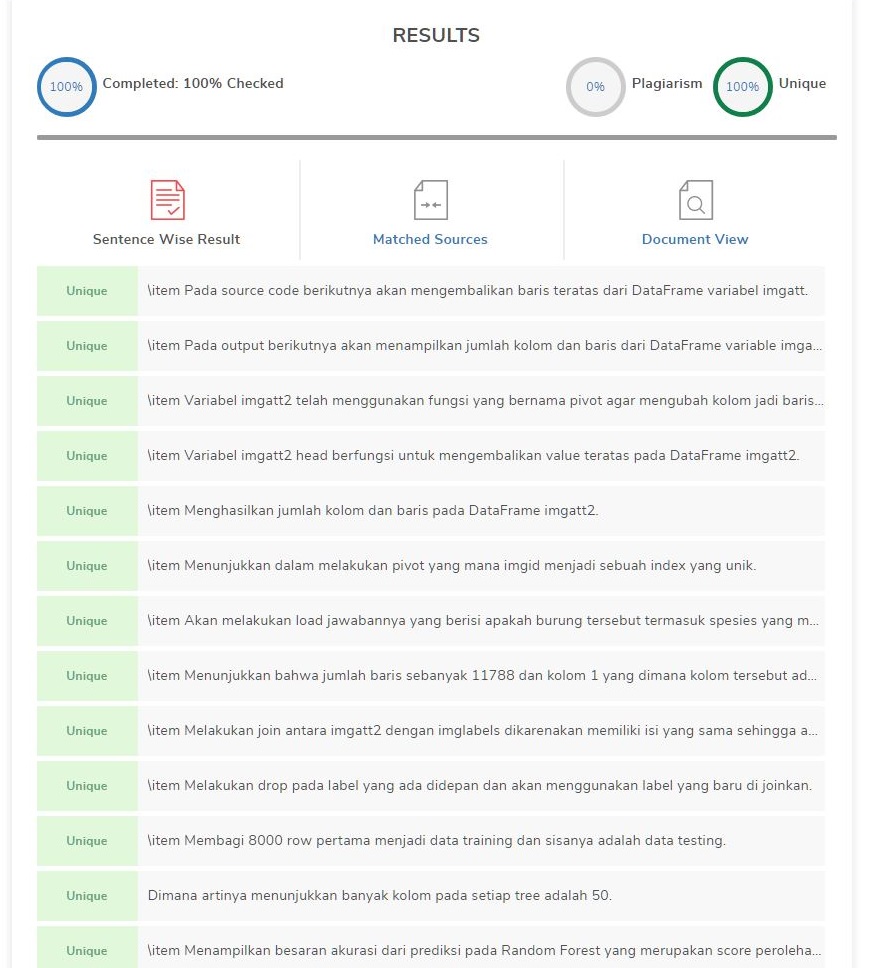 RESULTS
100% Completed: 100% Checked 0% Plagiarism 100% Unique
Sentence Wise Result Matched Sources Document View
Unique \item Pada source code berikutnya akan mengembalikan baris teratas dari DataFrame variabel imgatt.
Unique \item Pada output berikutnya akan menampilkan jumlah kolom dan baris dari DataFrame variable imga...
Unique \item Variabel imgatt2 telah menggunakan fungsi yang bernama pivot agar mengubah kolom jadi baris...
Unique \item Variabel imgatt2 head berfungsi untuk mengembalikan value teratas pada DataFrame imgatt2.
Unique \item Menghasilkan jumlah kolom dan baris pada DataFrame imgatt2.
Unique \item Menunjukkan dalam melakukan pivot yang mana imgid menjadi sebuah index yang unik.
Unique \item Akan melakukan load jawabannya yang berisi apakah burung tersebut termasuk spesies yang m...
Unique \item Menunjukkan bahwa jumlah baris sebanyak 11788 dan kolom 1 yang dimana kolom tersebut ad...
Unique \item Melakukan join antara imgatt2 dengan imglabels dikarenakan memiliki isi yang sama sehingga a...
Unique \item Melakukan drop pada label yang ada didepan dan akan menggunakan label yang baru di joinkan.
Unique \item Membagi 8000 row pertama menjadi data training dan sisanya adalah data testing.
Unique Dimana artinya menunjukkan banyak kolom pada setiap tree adalah 50.
Unique \item Menampilkan besaran akurasi dari prediksi pada Random Forest yang merupakan score peroleha...